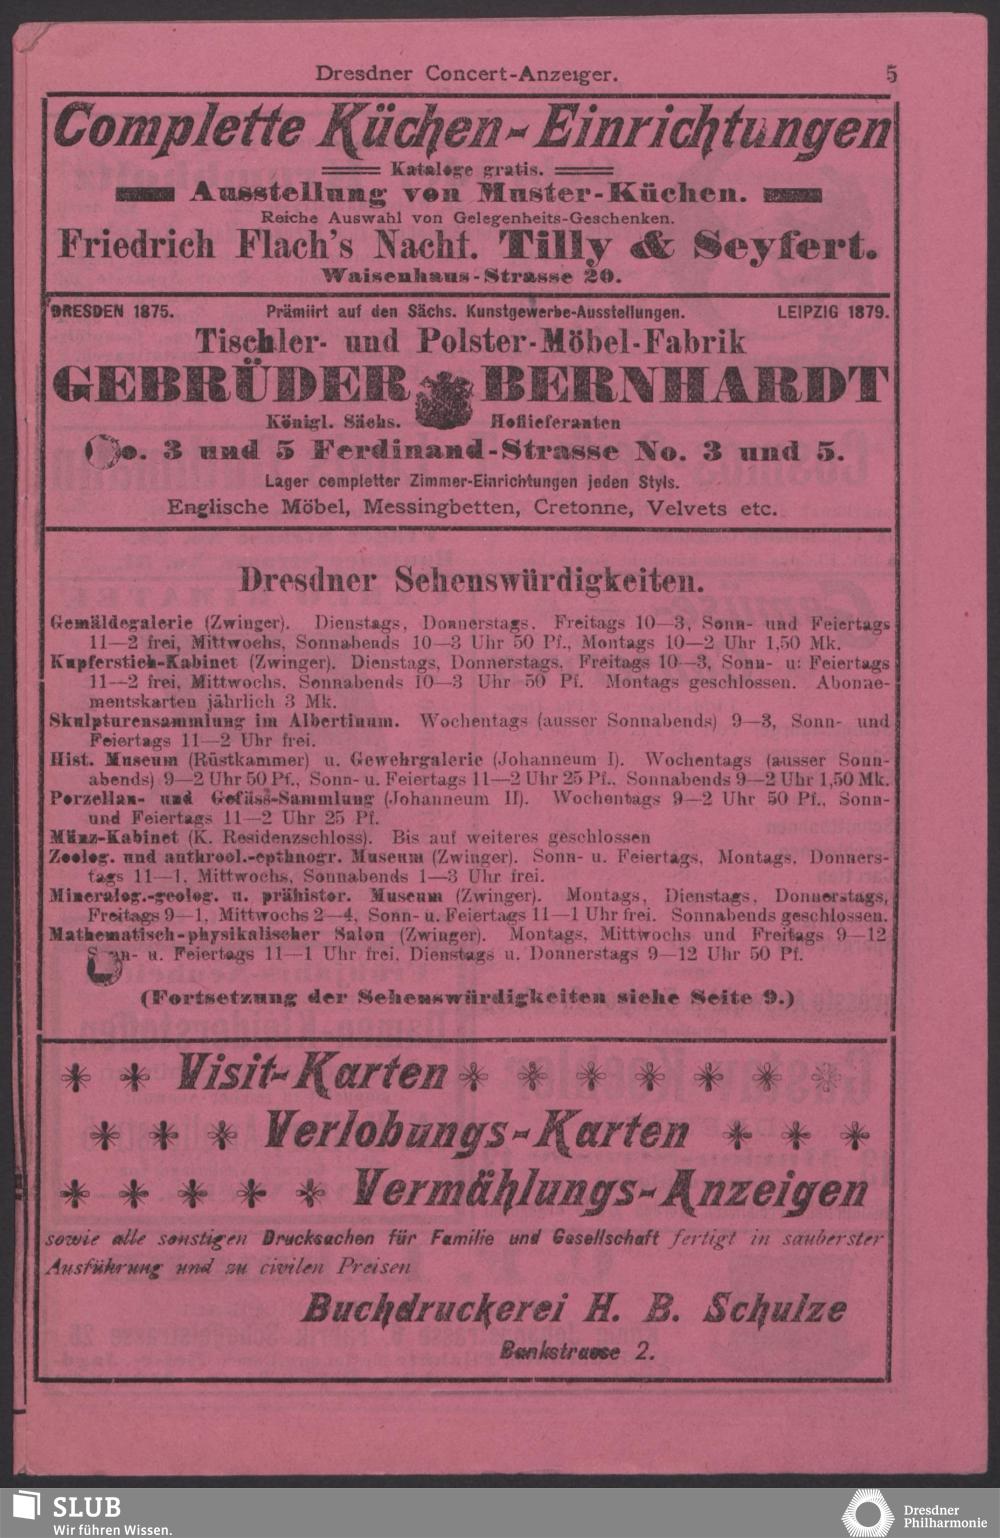 Dresdner Concert-Anzeiger. 5
Complette Küchen-Einrichtungen
Kataloge gratis.
Ausstellung von Muster-Küchen.
Reiche Auswahl von Gelegenheits-Geschenken.
Friedrich Flach's Nachf. Tilly & Seyfert.
Waisenhaus-Strasse 20.
DRESDEN 1875. Prämiirt auf den Sächs. Kunstgewerbe-Ausstellungen. LEIPZIG 1879.
Tischler- und Polster-Möbel-Fabrik
GEBRÜDER BERNHARDT
Königl. Sächs. Hoflieferanten
No. 3 und 5 Ferdinand-Strasse No. 3 und 5.
Lager completter Zimmer-Einrichtungen jeden Styls.
Englische Möbel, Messingbetten, Cretonne, Velvets etc.
Dresdner Sehenswürdigkeiten.
Gemäldegalerie (Zwinger). Dienstags, Donnerstags, Freitags 10—3, Sonn- und Feiertags
11—2 frei, Mittwochs, Sonnabends 10—3 Uhr 50 Pf., Montags 10—2 Uhr 1,50 Mk.
Kupferstich-Kabinet (Zwinger). Dienstags, Donnerstags, Freitags 10—3, Sonn- u: Feiertags
11—2 frei, Mittwochs, Sonnabends 10—3 Uhr 50 Pf. Montags geschlossen. Abonne-
mentskarten jährlich 3 Mk.
Skulpturensammlung im Albertinum. Wochentags (ausser Sonnabends) 9—3, Sonn- und
Feiertags 11—2 Uhr frei.
Hist. Museum (Rüstkammer) u. Gewehrgalerie (Johanneum I). Wochentags (ausser Sonn-
abends) 9—2 Uhr 50 Pf., Sonn- u. Feiertags 11—2 Uhr 25 Pf., Sonnabends 9—2 Uhr 1,50 Mk.
Porzellan- und Gefäss-Sammlung (Johanneum II). Wochentags 9—2 Uhr 50 Pf., Sonn-
und Feiertags 11—2 Uhr 25 Pf.
Münz-Kabinet (K. Residenzschloss). Bis auf weiteres geschlossen
Zoolog. und anthropol.-ethnogr. Museum (Zwinger). Sonn- u. Feiertags, Montags, Donners-
tags 11—1, Mittwochs, Sonnabends 1—3 Uhr frei.
Mineralog.-geolog. u. prähistor. Museum (Zwinger). Montags, Dienstags, Donnerstags,
Freitags 9—1, Mittwochs 2—4, Sonn- u. Feiertags 11—1 Uhr frei. Sonnabends geschlossen.
Mathematisch-physikalischer Salon (Zwinger). Montags, Mittwochs und Freitags 9—12
Sonn- u. Feiertags 11—1 Uhr frei, Dienstags u. Donnerstags 9—12 Uhr 50 Pf.
(Fortsetzung der Sehenswürdigkeiten siehe Seite 9.)
Visit-Karten
Verlobungs-Karten
Vermählungs-Anzeigen
sowie alle sonstigen Drucksachen für Familie und Gesellschaft fertigt in sauberster
Ausführung und zu civilen Preisen
Buchdruckerei H. B. Schulze
Bankstrasse 2.
SLUB
Wir führen Wissen.
Dresdner
Philharmonie